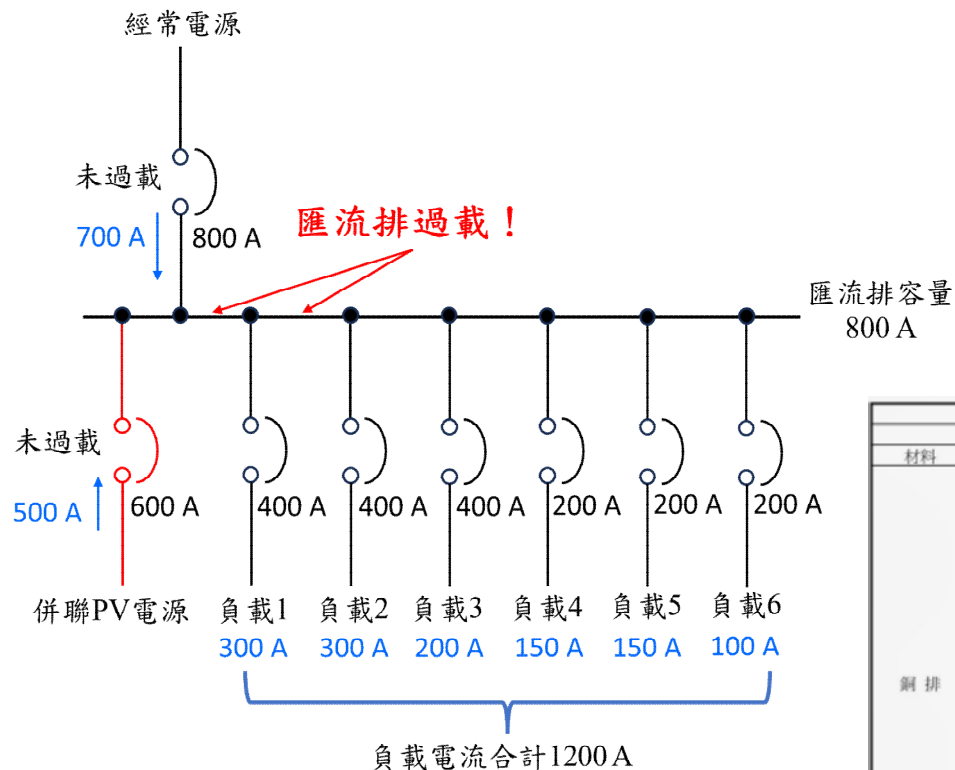 經常電源
未過載
700 A
800 A
匯流排過載！
匯流排容量
800 A
未過載
500 A
600 A
400 A
400 A
400 A
200 A
200 A
200 A
併聯PV電源
負載1
負載2
負載3
負載4
負載5
負載6
300 A
300 A
200 A
150 A
150 A
100 A
負載電流合計1200 A
材料
銅排